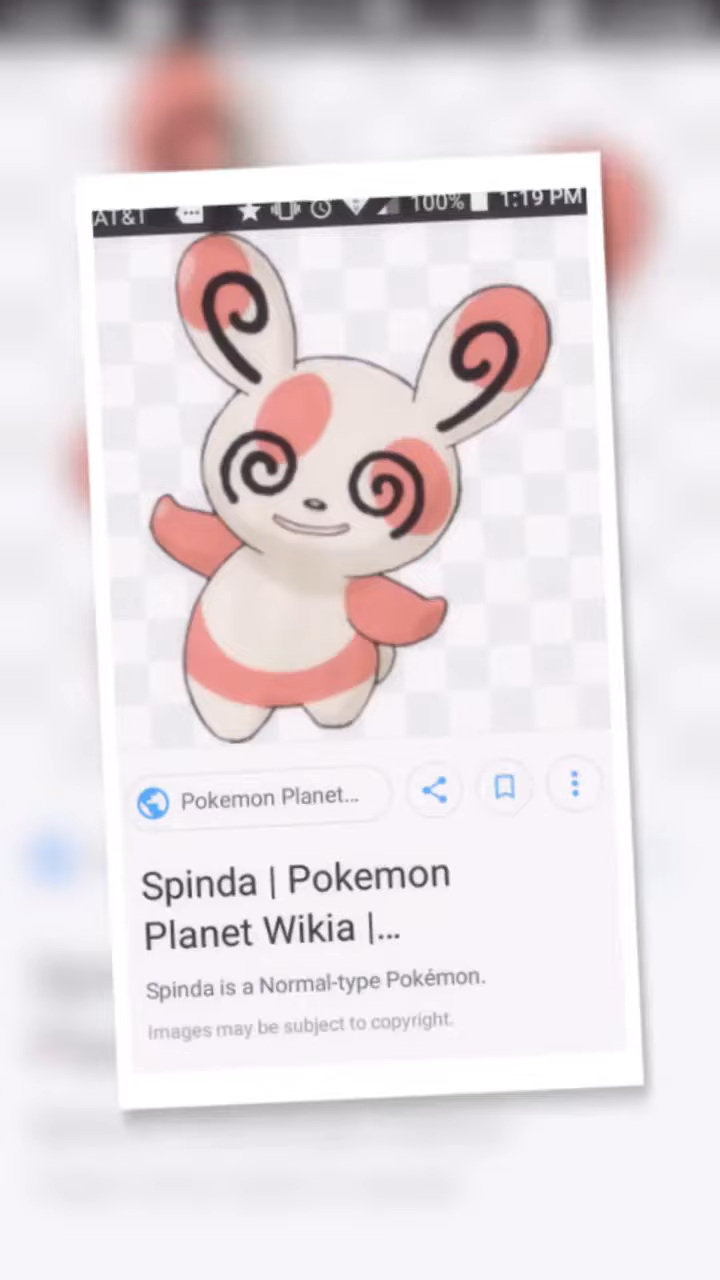 AT&T 100% 1:19 PM
Pokemon Planet...
Spinda | Pokemon
Planet Wikia |...
Spinda is a Normal-type Pokémon.
Images may be subject to copyright.